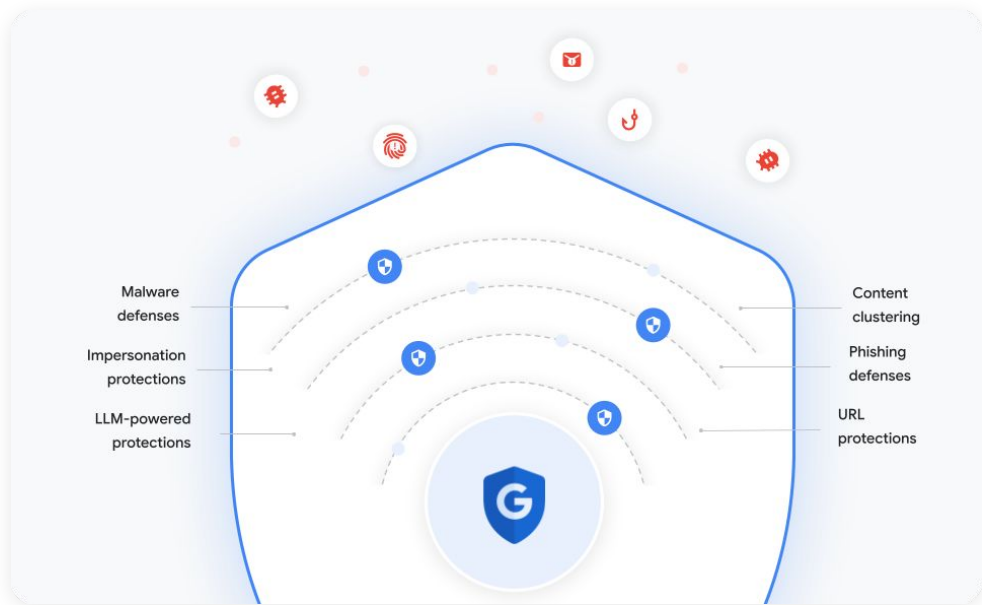 Malware
defenses
Impersonation
protections
LLM-powered
protections
Content
clustering
Phishing
defenses
URL
protections
G